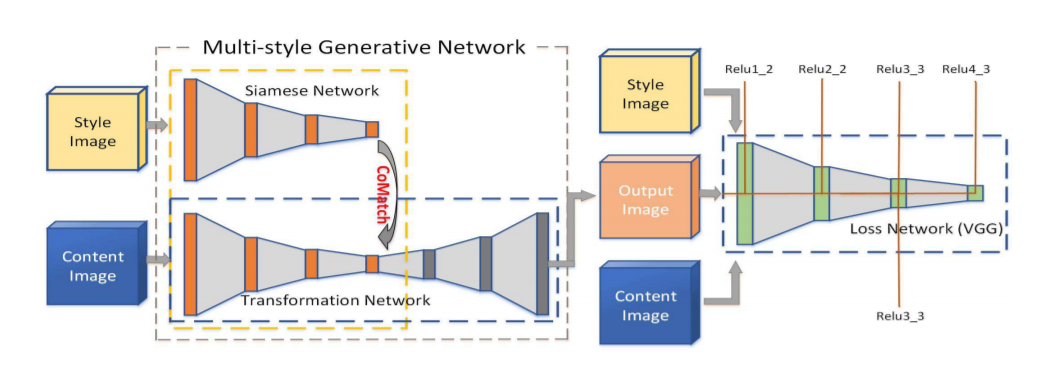 Multi-style Generative Network
Siamese Network
Style
Image
CoMatch
Content
Image
Transformation Network
Style
Image
Output
Image
Content
Image
Relu1_2
Relu2_2
Relu3_3
Relu4_3
Loss Network (VGG)
Relu3_3